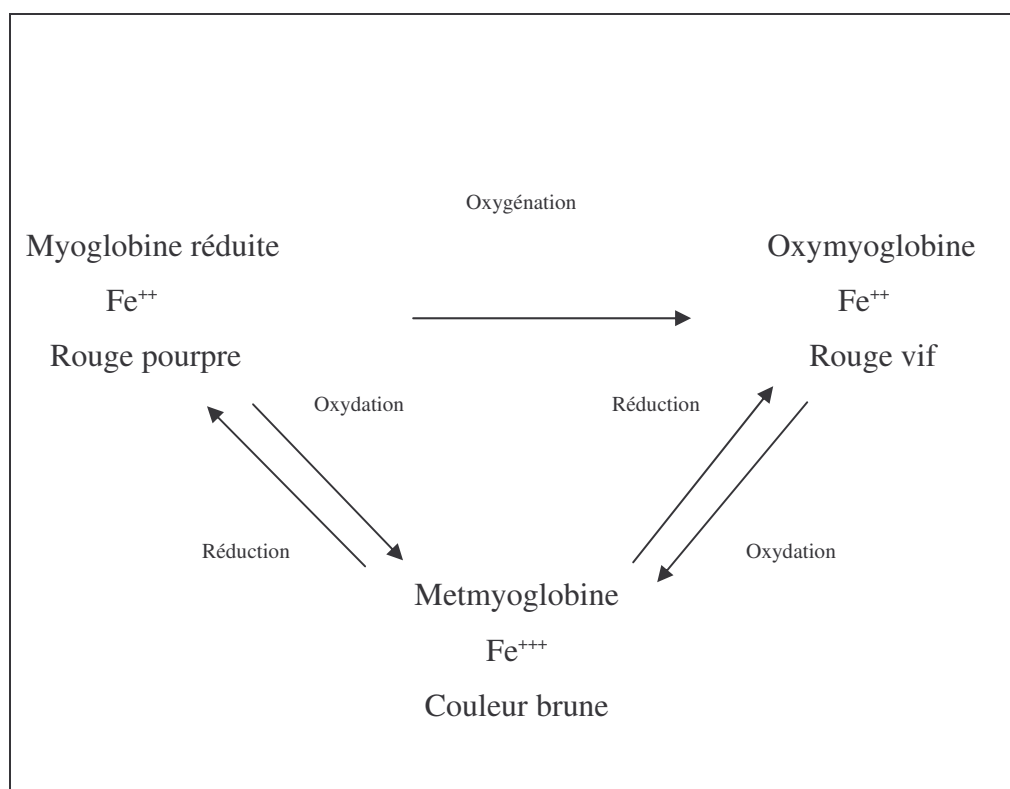 Oxygénation
Myoglobine réduite
Fe++
Rouge pourpre
Oxymyoglobine
Fe++
Rouge vif
Oxydation
Réduction
Réduction
Oxydation
Metmyoglobine
Fe+++
Couleur brune